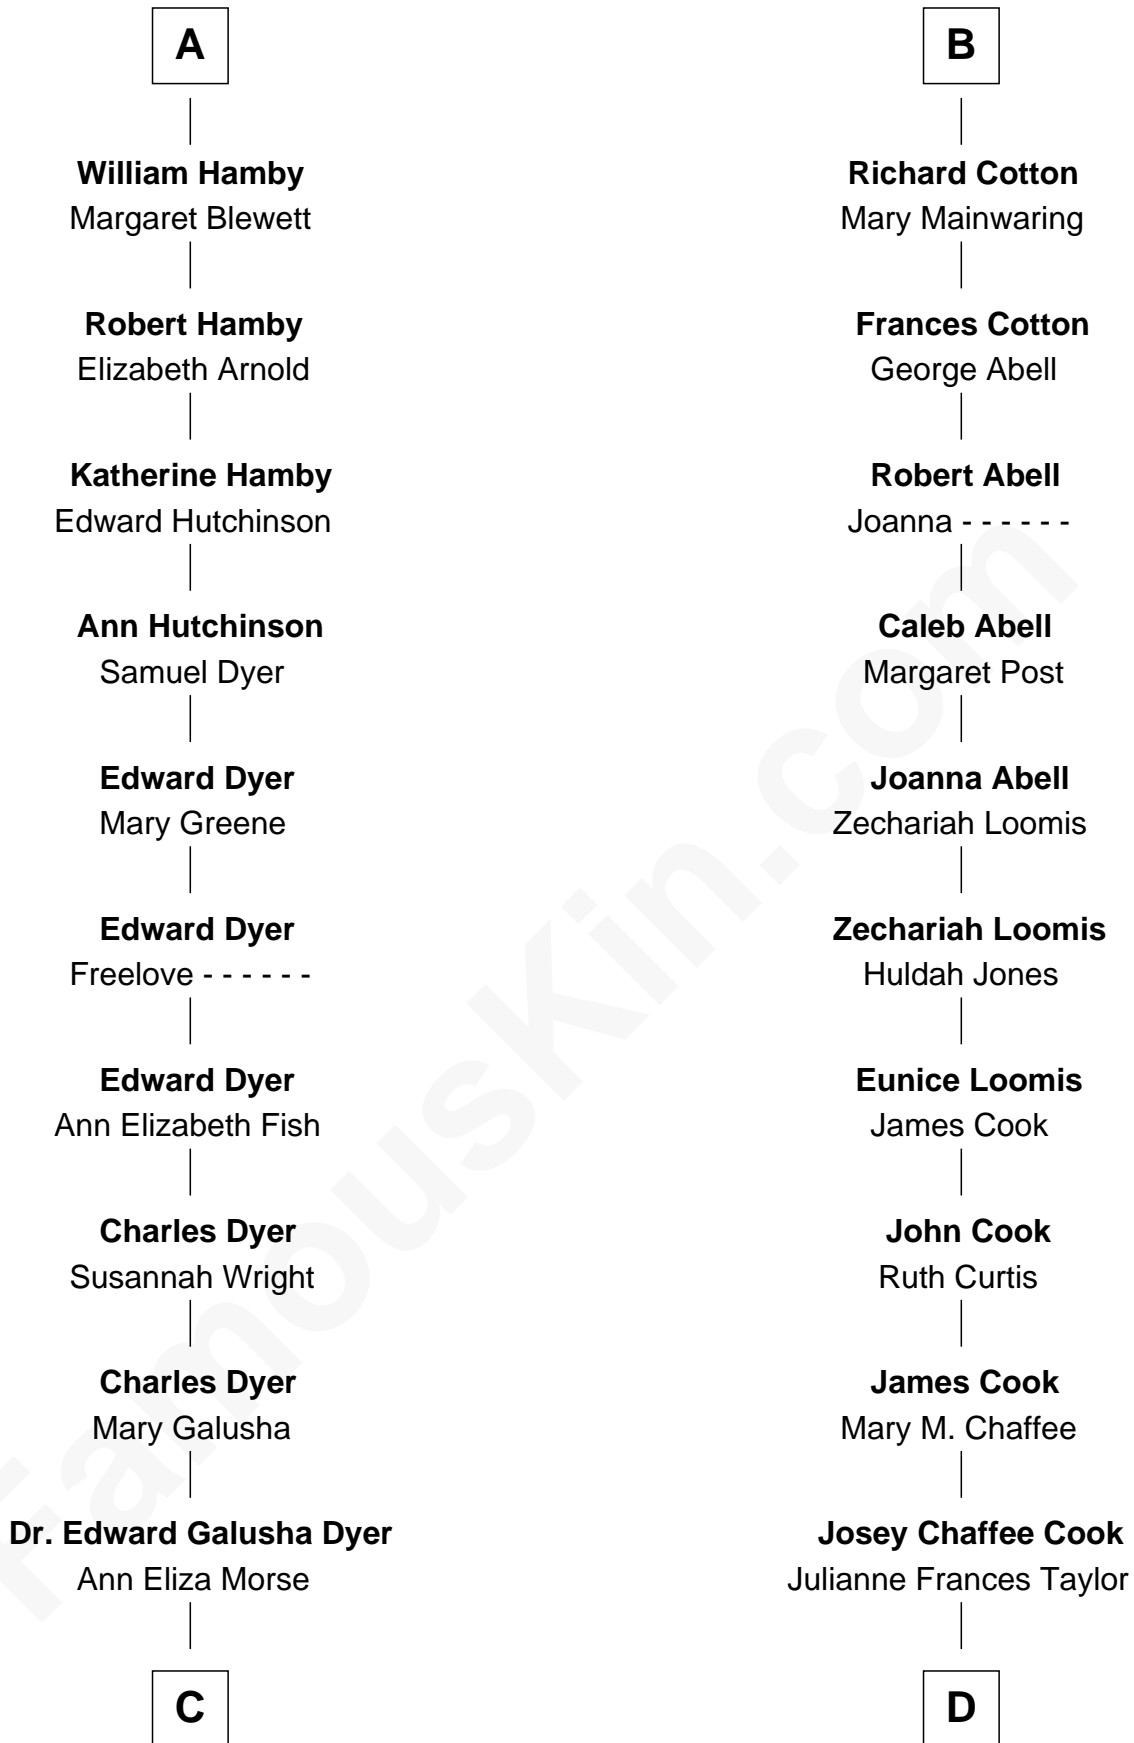 A
William Hamby
Margaret Blewett
Robert Hamby
Elizabeth Arnold
Katherine Hamby
Edward Hutchinson
Ann Hutchinson
Samuel Dyer
Edward Dyer
Mary Greene
Edward Dyer
Freelove - - - - - -
Edward Dyer
Ann Elizabeth Fish
Charles Dyer
Susannah Wright
Charles Dyer
Mary Galusha
Dr. Edward Galusha Dyer
Ann Eliza Morse
C
B
Richard Cotton
Mary Mainwaring
Frances Cotton
George Abell
Robert Abell
Joanna - - - - - -
Caleb Abell
Margaret Post
Joanna Abell
Zechariah Loomis
Zechariah Loomis
Huldah Jones
Eunice Loomis
James Cook
John Cook
Ruth Curtis
James Cook
Mary M. Chaffee
Josey Chaffee Cook
Julianne Frances Taylor
D
FamousKin.com